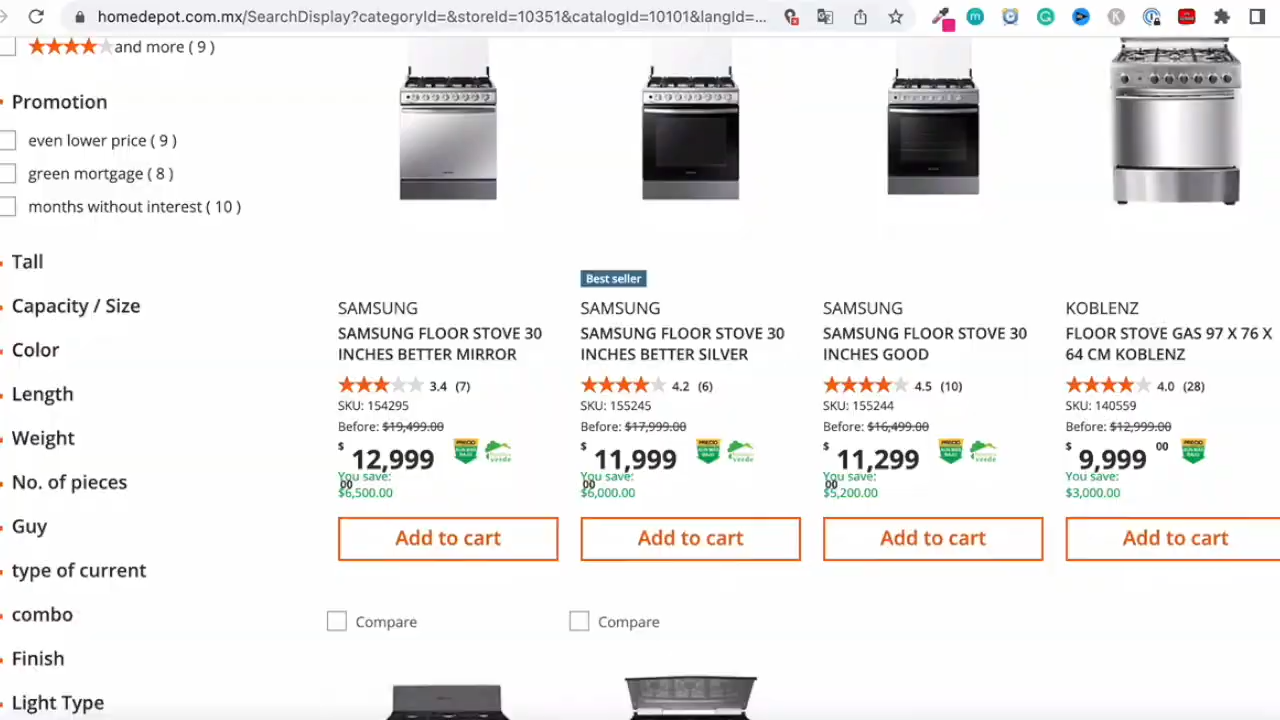 homedepot.com.mx/SearchDisplay?categoryId=&storeId=10351&catalogId=10101&langId=...
and more ( 9 )
Promotion
even lower price ( 9 )
green mortgage ( 8 )
months without interest ( 10 )
Tall
Capacity / Size
Color
Length
Weight
No. of pieces
Guy
type of current
combo
Finish
Light Type
SAMSUNG
SAMSUNG FLOOR STOVE 30
INCHES BETTER MIRROR
3.4 (7)
SKU: 154295
Before: $19,499.00
$ 12,999 00
You save:
$6,500.00
Add to cart
Compare
Best seller
SAMSUNG
SAMSUNG FLOOR STOVE 30
INCHES BETTER SILVER
4.2 (6)
SKU: 155245
Before: $17,999.00
$ 11,999 00
You save:
$6,000.00
Add to cart
Compare
SAMSUNG
SAMSUNG FLOOR STOVE 30
INCHES GOOD
4.5 (10)
SKU: 155244
Before: $16,499.00
$ 11,299 00
You save:
$5,200.00
Add to cart
KOBLENZ
FLOOR STOVE GAS 97 X 76 X
64 CM KOBLENZ
4.0 (28)
SKU: 140559
Before: $12,999.00
$ 9,999 00
You save:
$3,000.00
Add to cart